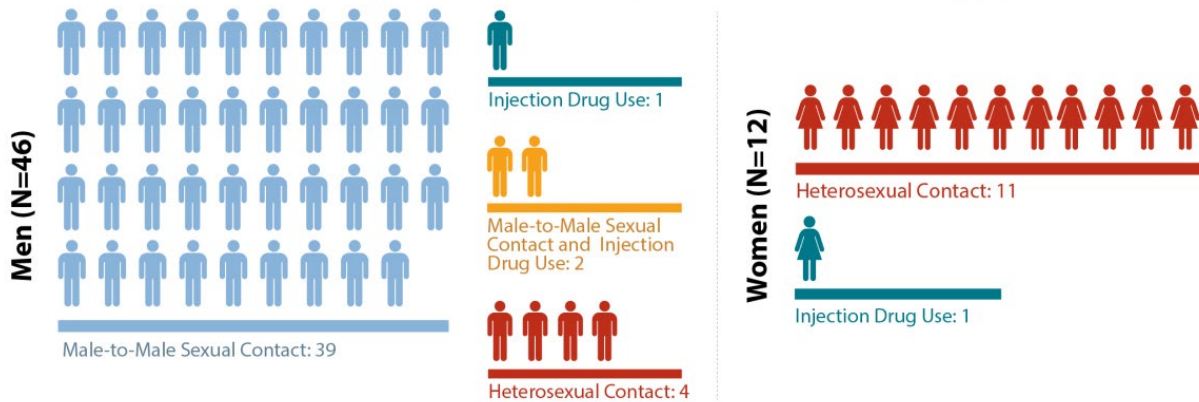 Men (N=46)
Male-to-Male Sexual Contact: 39
Injection Drug Use: 1
Male-to-Male Sexual
Contact and Injection
Drug Use: 2
Heterosexual Contact: 4
Women (N=12)
Heterosexual Contact: 11
Injection Drug Use: 1